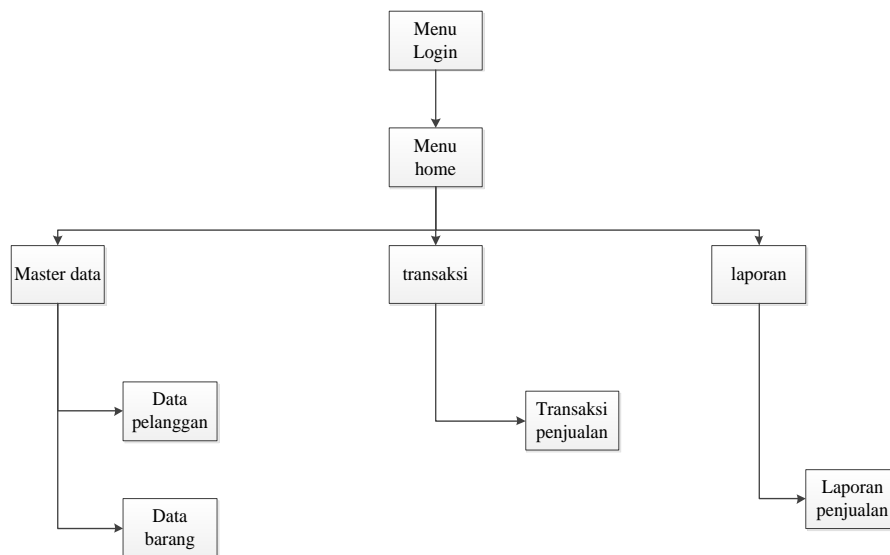 Menu
Login
Menu
home
Master data
transaksi
laporan
Data
pelanggan
Transaksi
penjualan
Laporan
penjualan
Data
barang